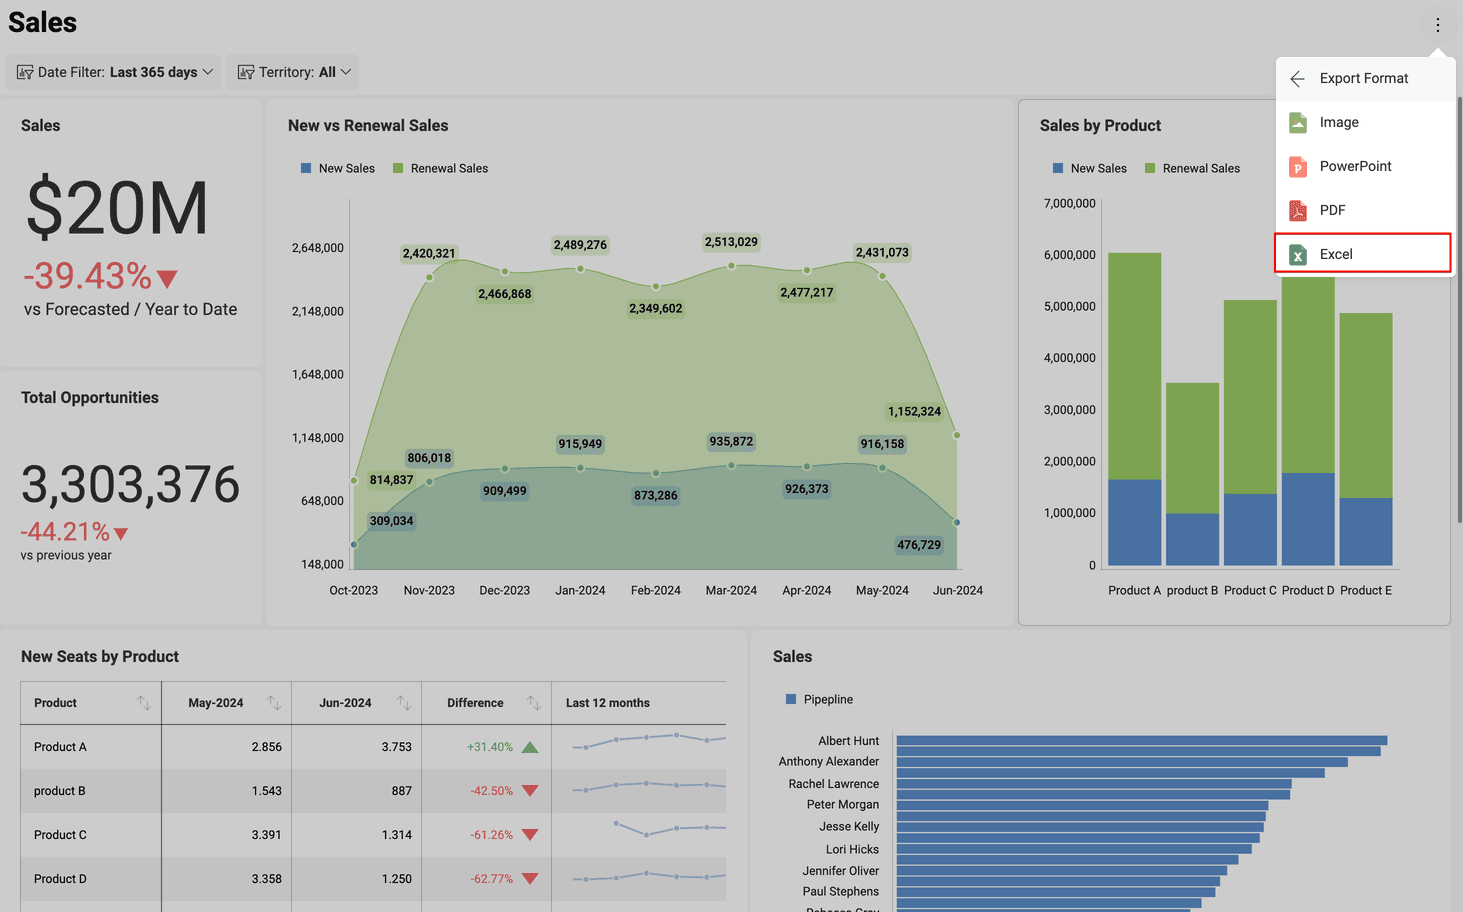 Sales
Date Filter: Last 365 days
Territory: All
Export Format
Image
PowerPoint
PDF
Excel
Sales
$20M
-39.43%
vs Forecasted / Year to Date
Total Opportunities
3,303,376
-44.21%
vs previous year
New vs Renewal Sales
New Sales Renewal Sales
2,648,000
2,148,000
1,648,000
1,148,000
648,000
148,000
814,837
2,420,321
2,466,868
2,489,276
2,349,602
2,513,029
2,477,217
2,431,073
1,152,324
309,034
806,018
909,499
915,949
873,286
935,872
926,373
916,158
476,729
Oct-2023 Nov-2023 Dec-2023 Jan-2024 Feb-2024 Mar-2024 Apr-2024 May-2024 Jun-2024
Sales by Product
New Sales Renewal Sales
7,000,000
6,000,000
5,000,000
4,000,000
3,000,000
2,000,000
1,000,000
0
Product A product B Product C Product D Product E
New Seats by Product
Product May-2024 Jun-2024 Difference Last 12 months
Product A 2.856 3.753 +31.40%
product B 1.543 887 -42.50%
Product C 3.391 1.314 -61.26%
Product D 3.358 1.250 -62.77%
Sales
Pipepline
Albert Hunt
Anthony Alexander
Rachel Lawrence
Peter Morgan
Jesse Kelly
Lori Hicks
Jennifer Oliver
Paul Stephens